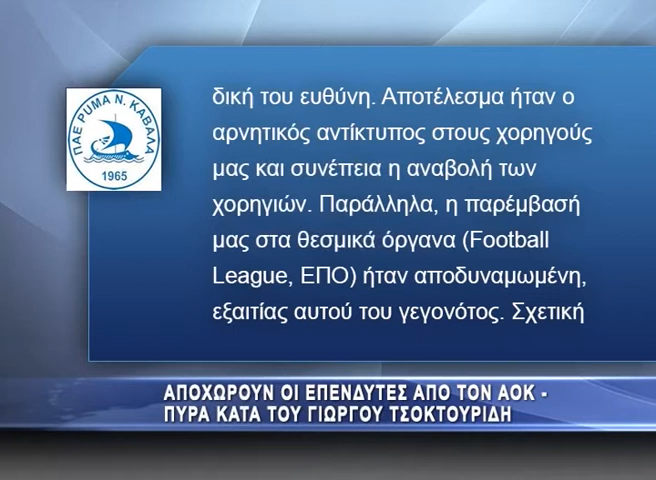 ΠΑΕ ΡΥΜΑ Ν. ΚΑΒΑΛΑ
1965
δική του ευθύνη. Αποτέλεσμα ήταν ο
αρνητικός αντίκτυπος στους χορηγούς
μας και συνέπεια η αναβολή των
χορηγιών. Παράλληλα, η παρέμβασή
μας στα θεσμικά όργανα (Football
League, ΕΠΟ) ήταν αποδυναμωμένη,
εξαιτίας αυτού του γεγονότος. Σχετική
ΑΠΟΧΩΡΟΥΝ ΟΙ ΕΠΕΝΔΥΤΕΣ ΑΠΟ ΤΟΝ ΑΟΚ -
ΠΥΡΑ ΚΑΤΑ ΤΟΥ ΓΙΩΡΓΟΥ ΤΣΟΚΤΟΥΡΙΔΗ